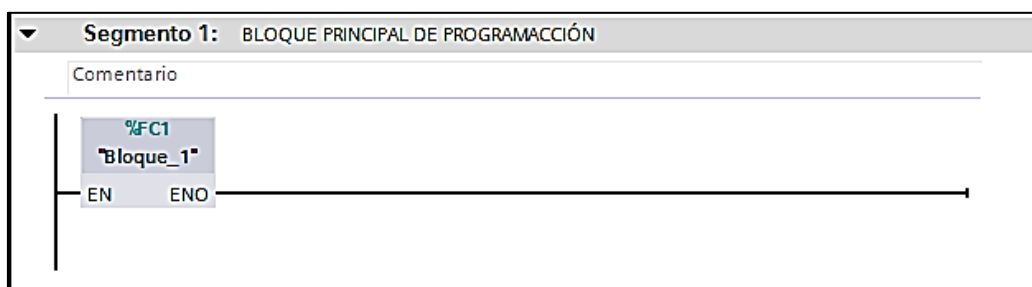 Segmento 1: BLOQUE PRINCIPAL DE PROGRAMACCIÓN
Comentario
%FC1
"Bloque_1"
EN ENO